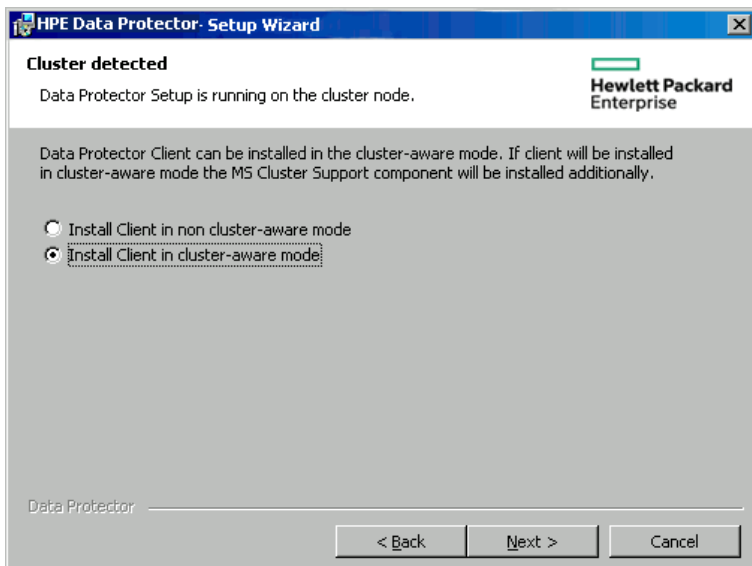 HPE Data Protector- Setup Wizard
Cluster detected
Data Protector Setup is running on the cluster node.
Hewlett Packard
Enterprise
Data Protector Client can be installed in the cluster-aware mode. If client will be installed
in cluster-aware mode the MS Cluster Support component will be installed additionally.
Install Client in non cluster-aware mode
Install Client in cluster-aware mode
Data Protector
< Back
Next >
Cancel